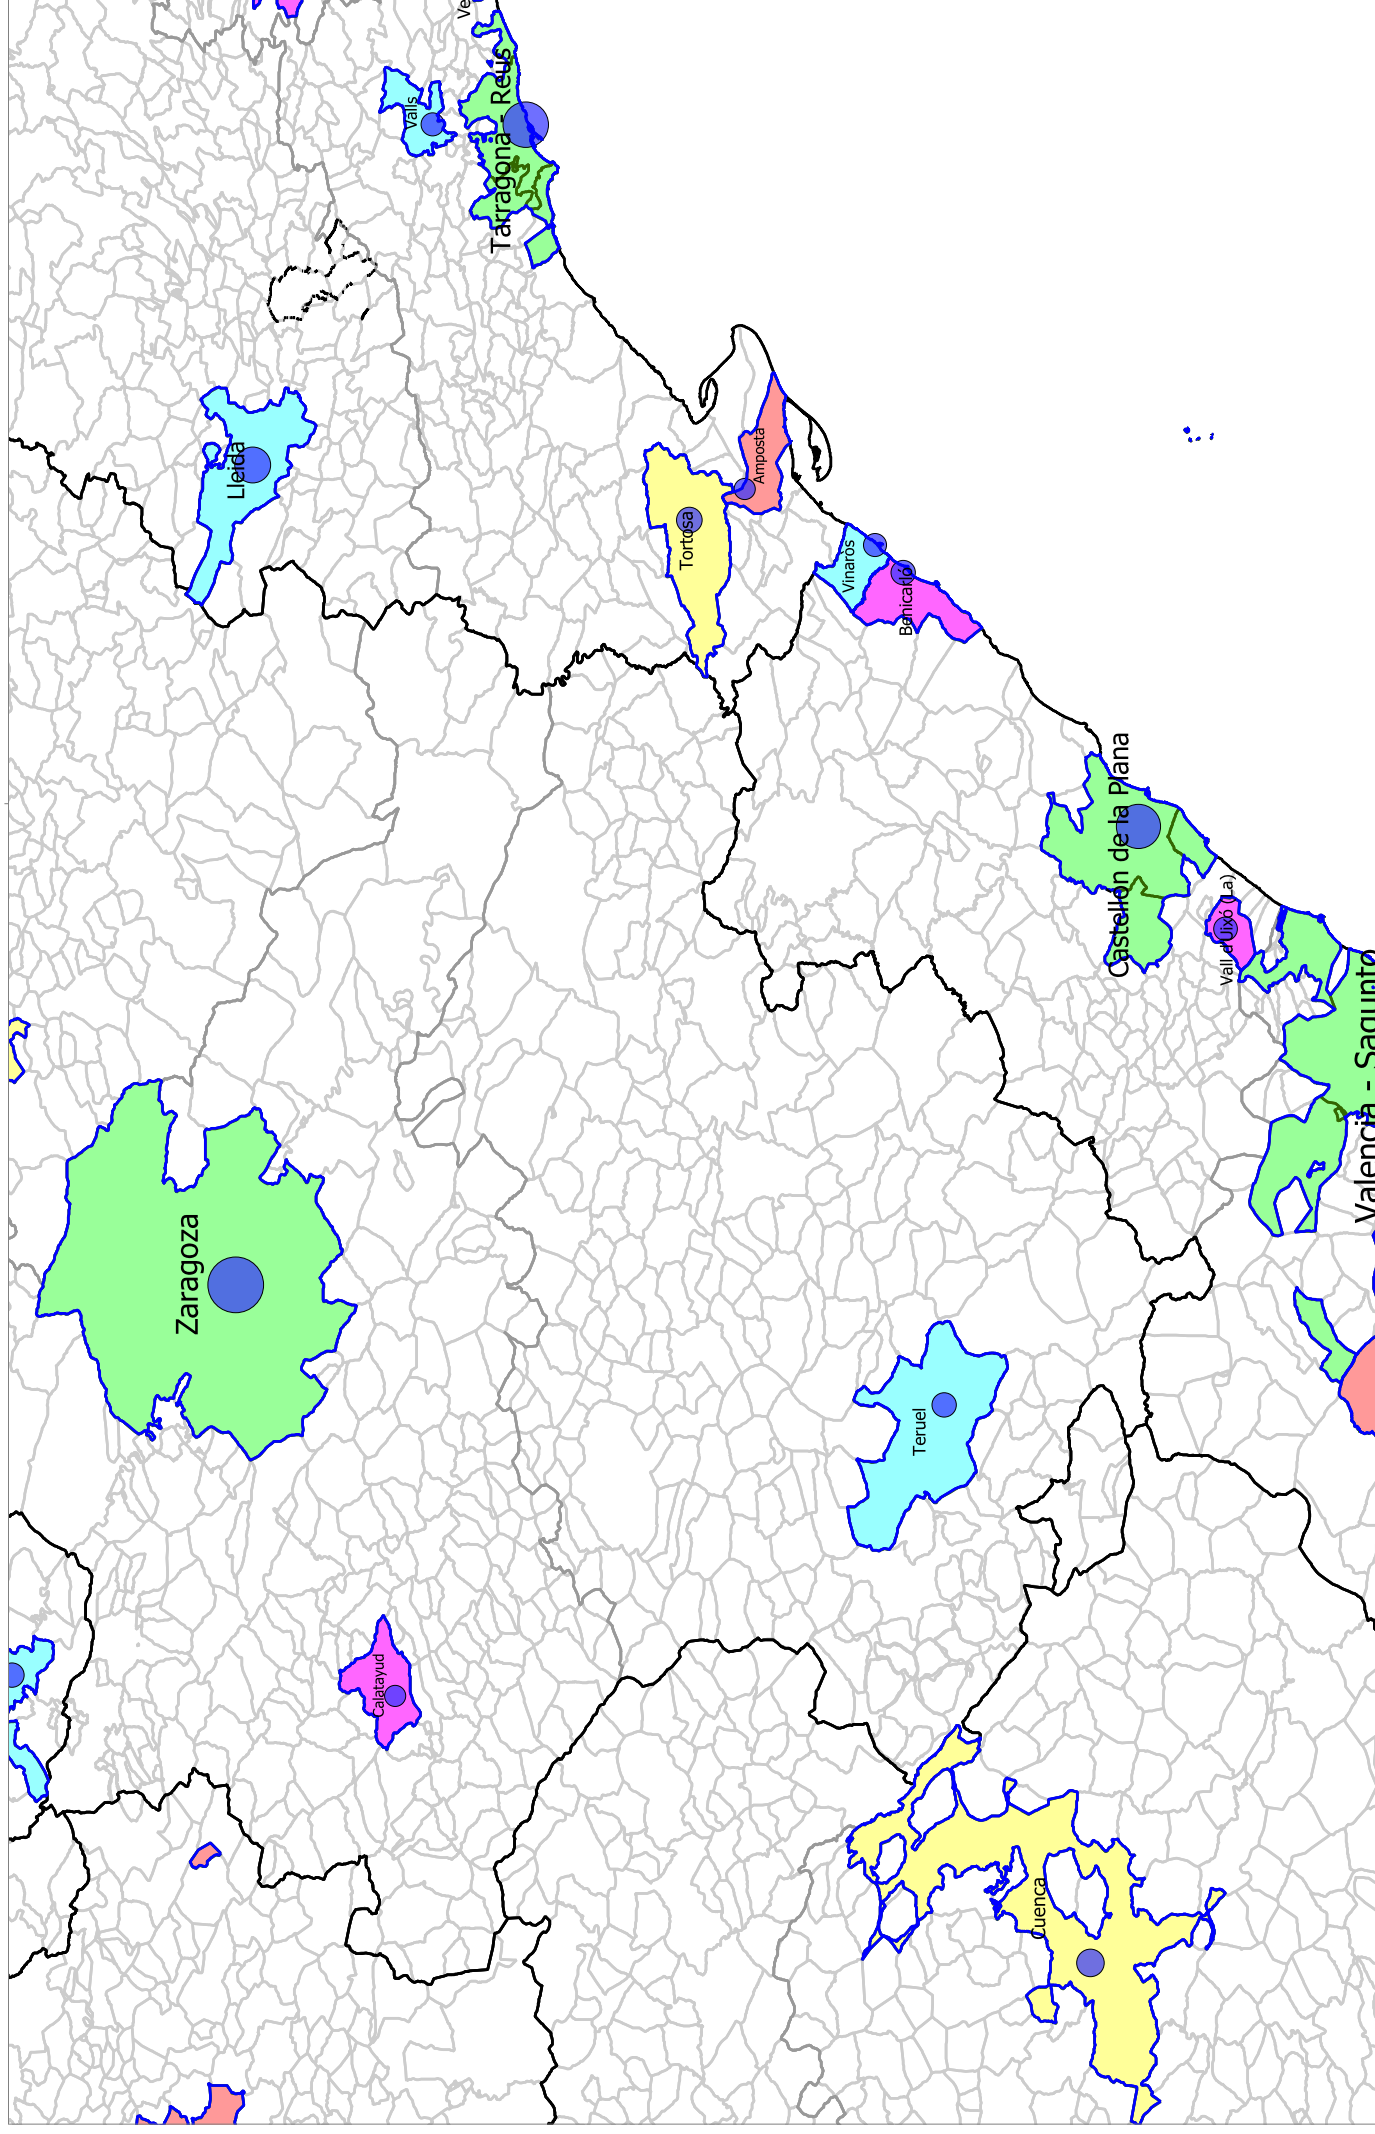 Ve
Valls
Tarragona - Reus
Lleida
Tortosa
Amposta
Vinaròs
Benicarló
Castellón de la Plana
Vall d'Uixó (La)
Valencia - Sagunto
Zaragoza
Teruel
Calatayud
Cuenca